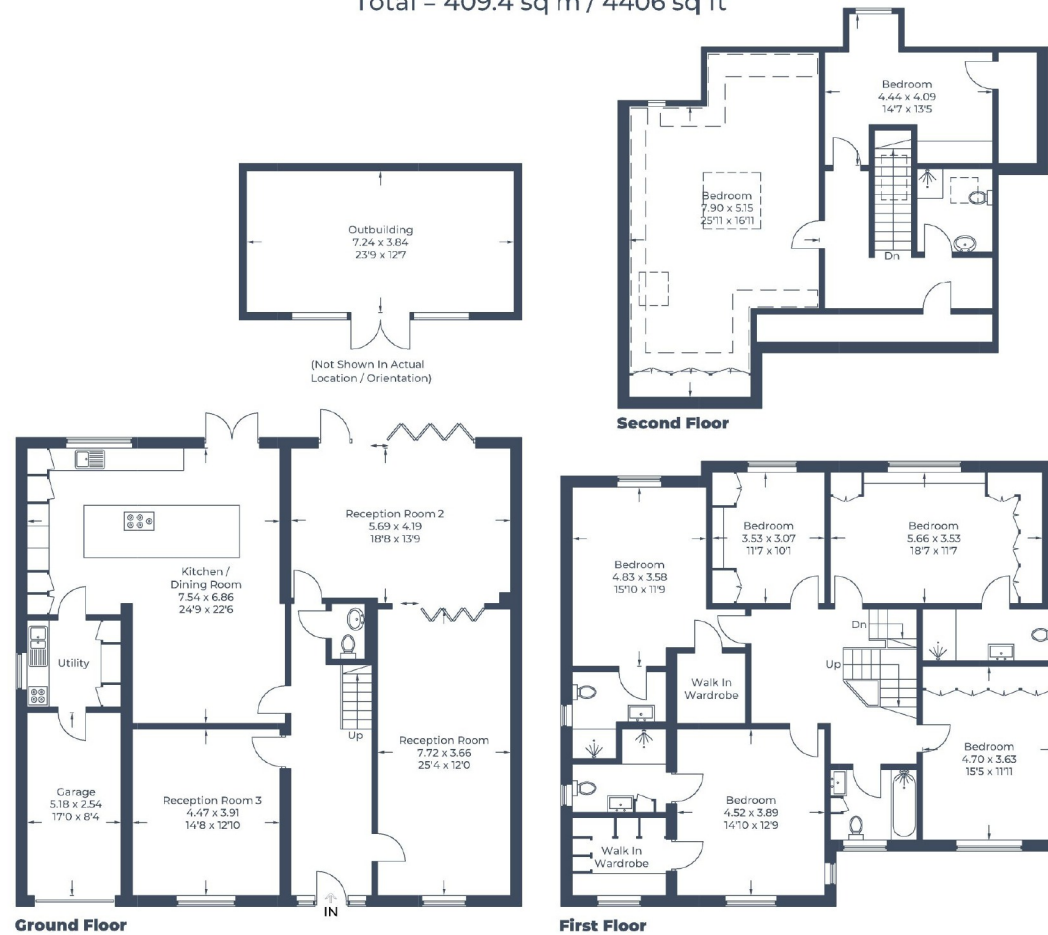 Total = 409.4 sq m / 4406 sq ft
Bedroom
4.44 x 4.09
14'7 x 13'5
Bedroom
7.90 x 5.15
25'11 x 16'11
Dn
Second Floor
Outbuilding
7.24 x 3.84
23'9 x 12'7
(Not Shown In Actual
Location / Orientation)
Reception Room 2
5.69 x 4.19
18'8 x 13'9
Kitchen /
Dining Room
7.54 x 6.86
24'9 x 22'6
Utility
Up
Reception Room
7.72 x 3.66
25'4 x 12'0
Garage
5.18 x 2.54
17'0 x 8'4
Reception Room 3
4.47 x 3.91
14'8 x 12'10
IN
Ground Floor
Bedroom
3.53 x 3.07
11'7 x 10'1
Bedroom
5.66 x 3.53
18'7 x 11'7
Bedroom
4.83 x 3.58
15'10 x 11'9
Dn
Up
Walk In
Wardrobe
Bedroom
4.70 x 3.63
15'5 x 11'11
Bedroom
4.52 x 3.89
14'10 x 12'9
Walk In
Wardrobe
First Floor